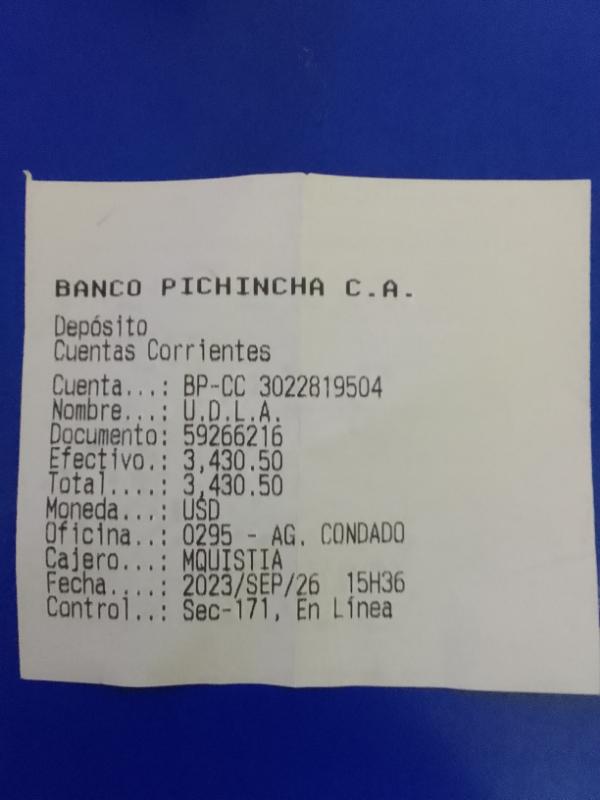 BANCO PICHINCHA C.A.
Depósito
Cuentas Corrientes
Cuenta...: BP-CC 3022819504
Nombre...: U.D.L.A.
Documento: 59266216
Efectivo.: 3,430.50
Total....: 3,430.50
Moneda...: USD
Oficina..: 0295 - AG. CONDADO
Cajero...: MQUISTIA
Fecha....: 2023/SEP/26 15H36
Control..: Sec-171, En Línea